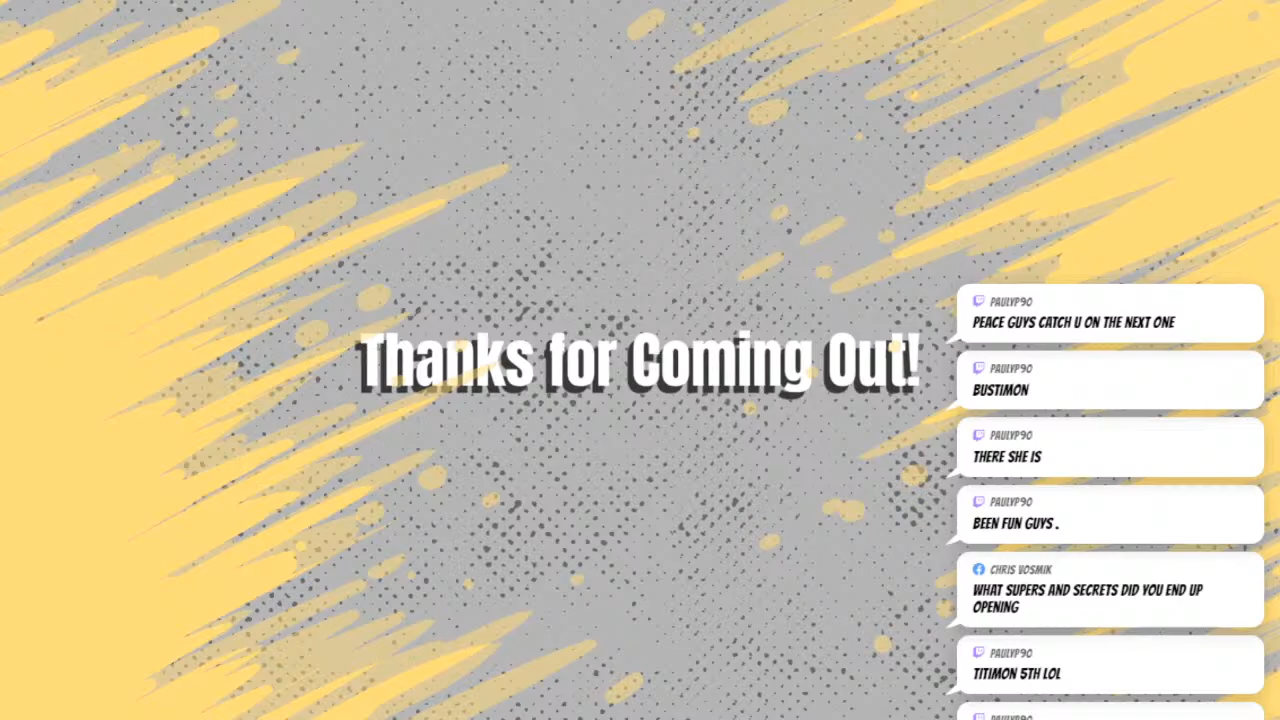 Thanks for Coming Out!
PAULYP90
PEACE GUYS CATCH U ON THE NEXT ONE
PAULYP90
BUSTIMON
PAULYP90
THERE SHE IS
PAULYP90
BEEN FUN GUYS .
CHRIS VOSMIK
WHAT SUPERS AND SECRETS DID YOU END UP
OPENING
PAULYP90
TITIMON 5TH LOL
PAULYP90